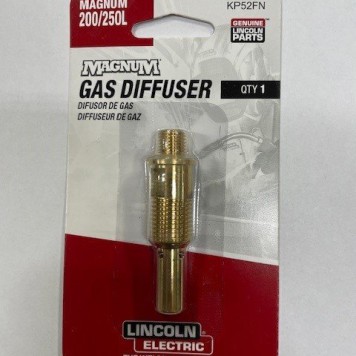 MAGNUM
200/250L
KP52FN
GENUINE
LINCOLN
PARTS
MAGNUM
GAS DIFFUSER
QTY 1
DIFUSOR DE GAS
DIFFUSEUR DE GAZ
LINCOLN
ELECTRIC